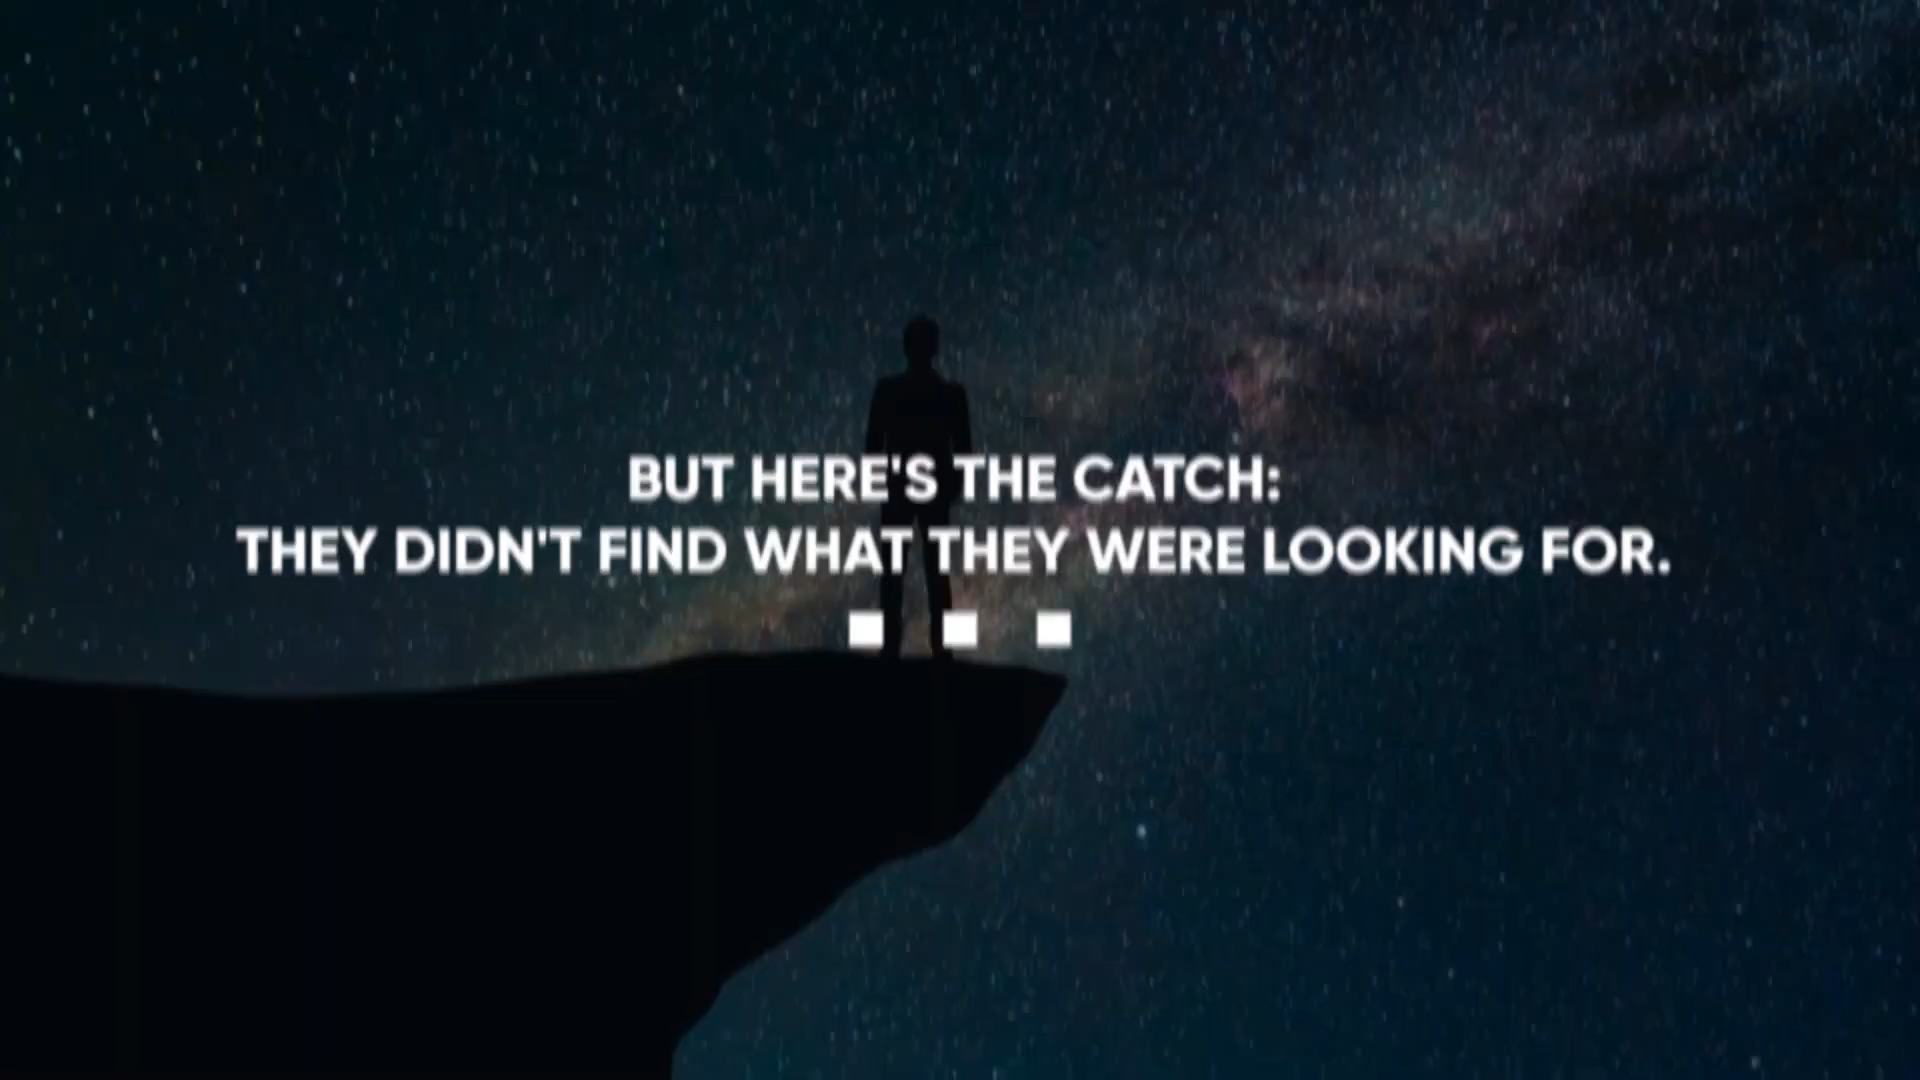 BUT HERE'S THE CATCH:
THEY DIDN'T FIND WHAT THEY WERE LOOKING FOR.